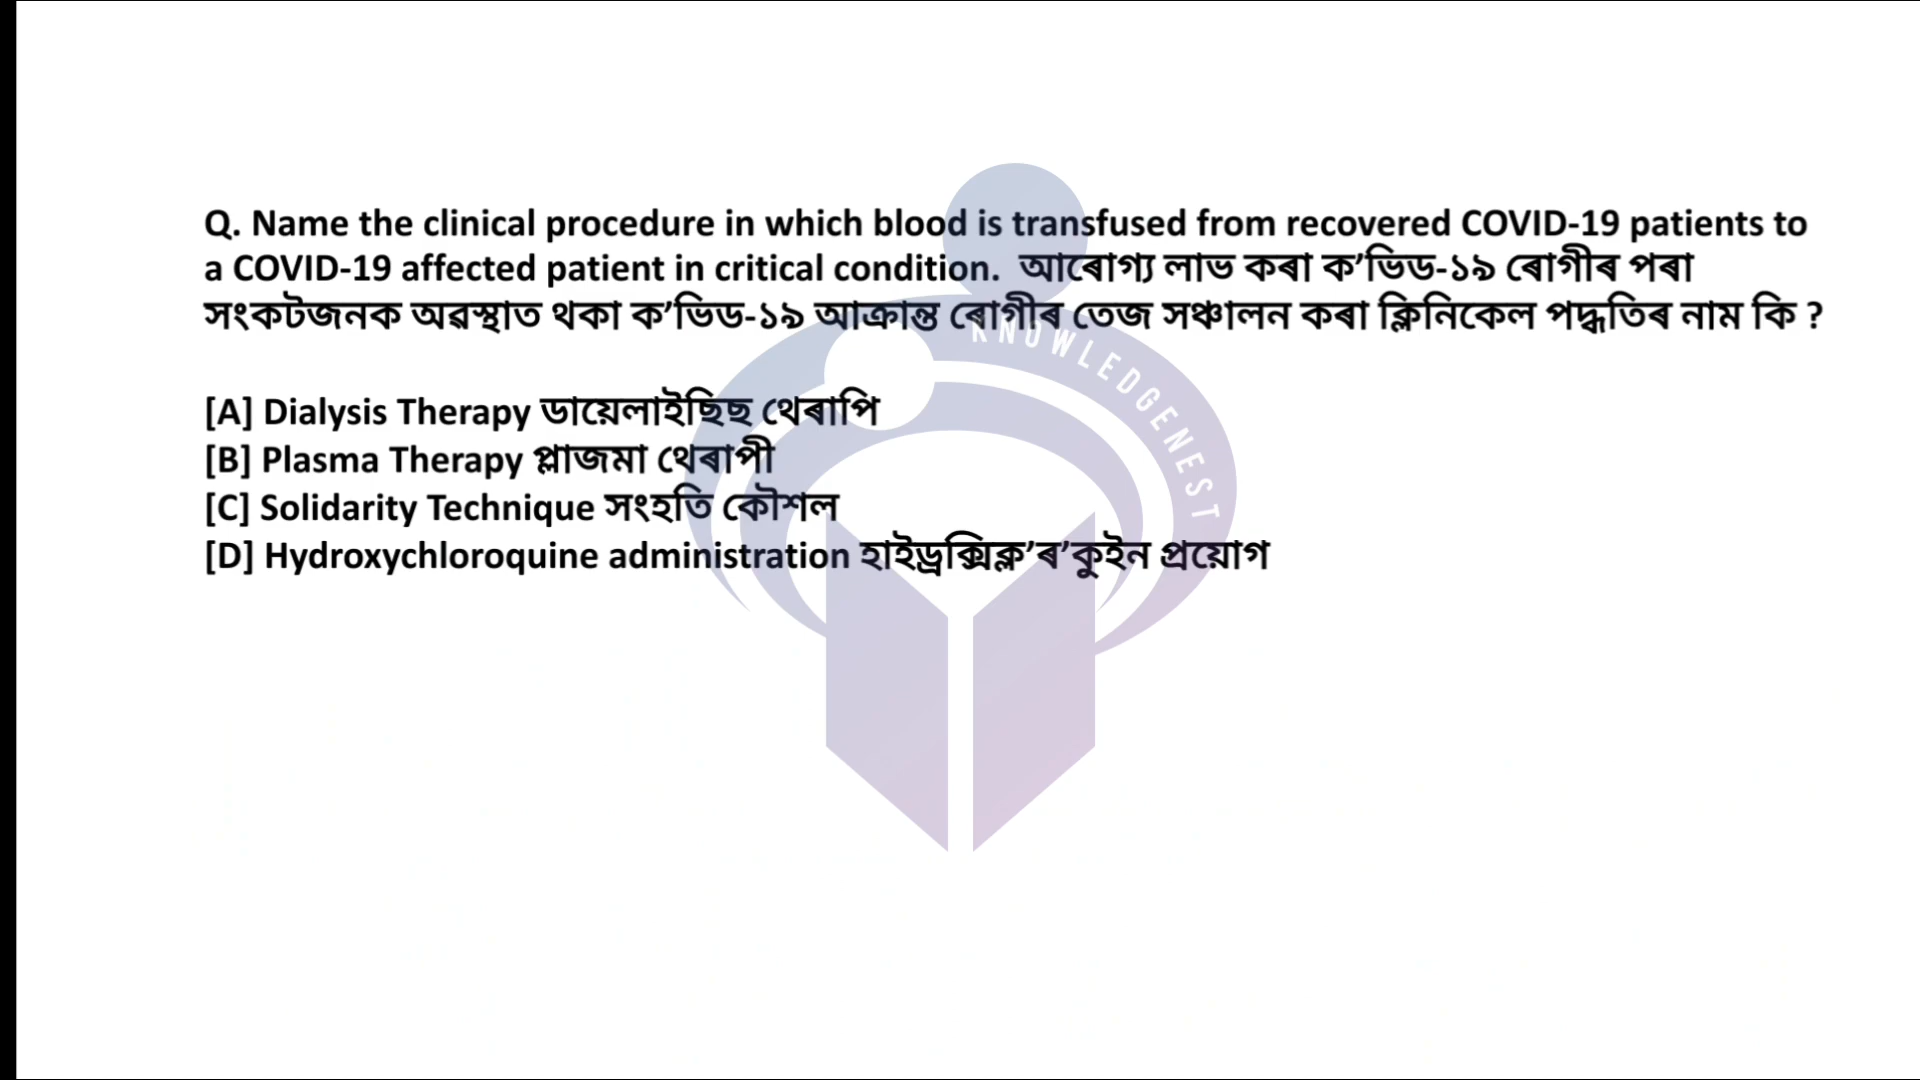 Q. Name the clinical procedure in which blood is transfused from recovered COVID-19 patients to
a COVID-19 affected patient in critical condition. আৰোগ্য লাভ কৰা ক’ভিড-১৯ ৰোগীৰ পৰা
সংকটজনক অৱস্থাত থকা ক’ভিড-১৯ আক্ৰান্ত ৰোগীৰ তেজ সঞ্চালন কৰা ক্লিনিকেল পদ্ধতিৰ নাম কি ?
KNOWLEDGENEST
[A] Dialysis Therapy ডায়েলাইছিছ থেৰাপি
[B] Plasma Therapy প্লাজমা থেৰাপী
[C] Solidarity Technique সংহতি কৌশল
[D] Hydroxychloroquine administration হাইড্ৰক্সিক্ল’ৰ’কুইন প্ৰয়োগ